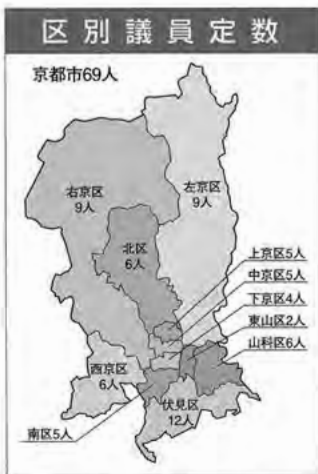 区別議員定数
京都市69人
右京区
9人
左京区
9人
北区
6人
上京区5人
中京区5人
下京区4人
東山区2人
山科区6人
西京区
6人
伏見区
12人
南区5人